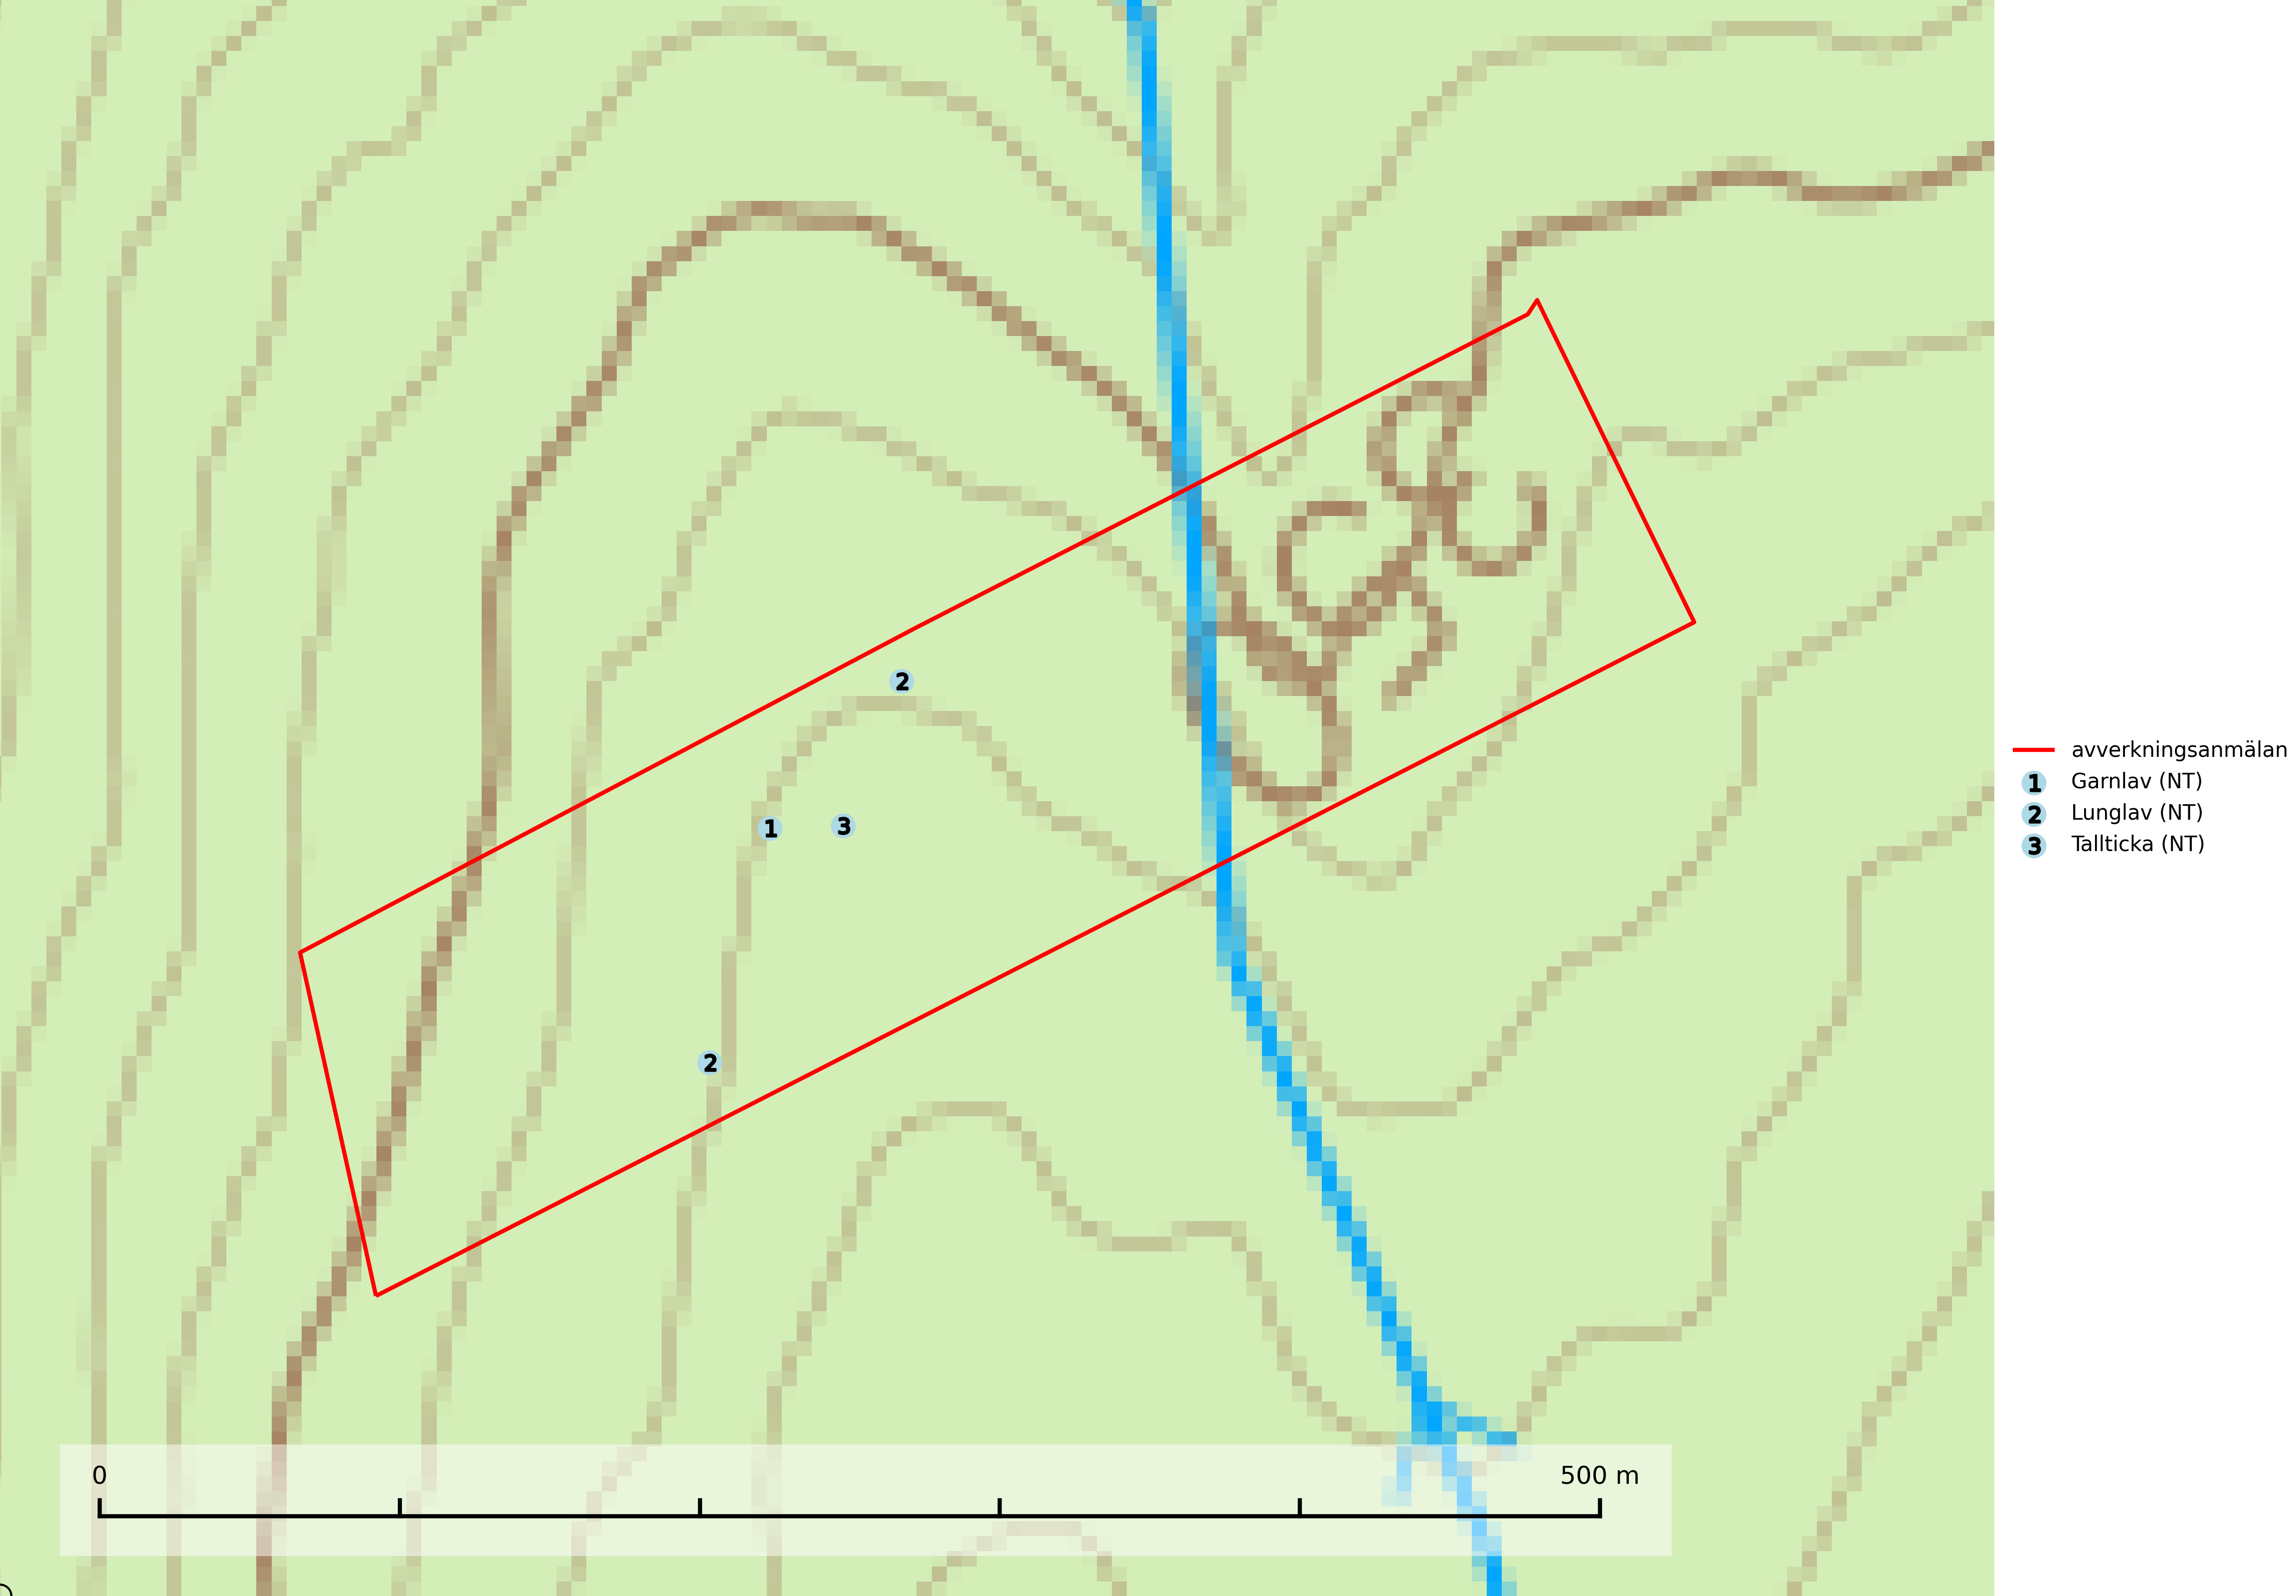 2
1
3
2
avverkningsanmälan
1 Garnlav (NT)
2 Lunglav (NT)
3 Tallticka (NT)
0 500 m